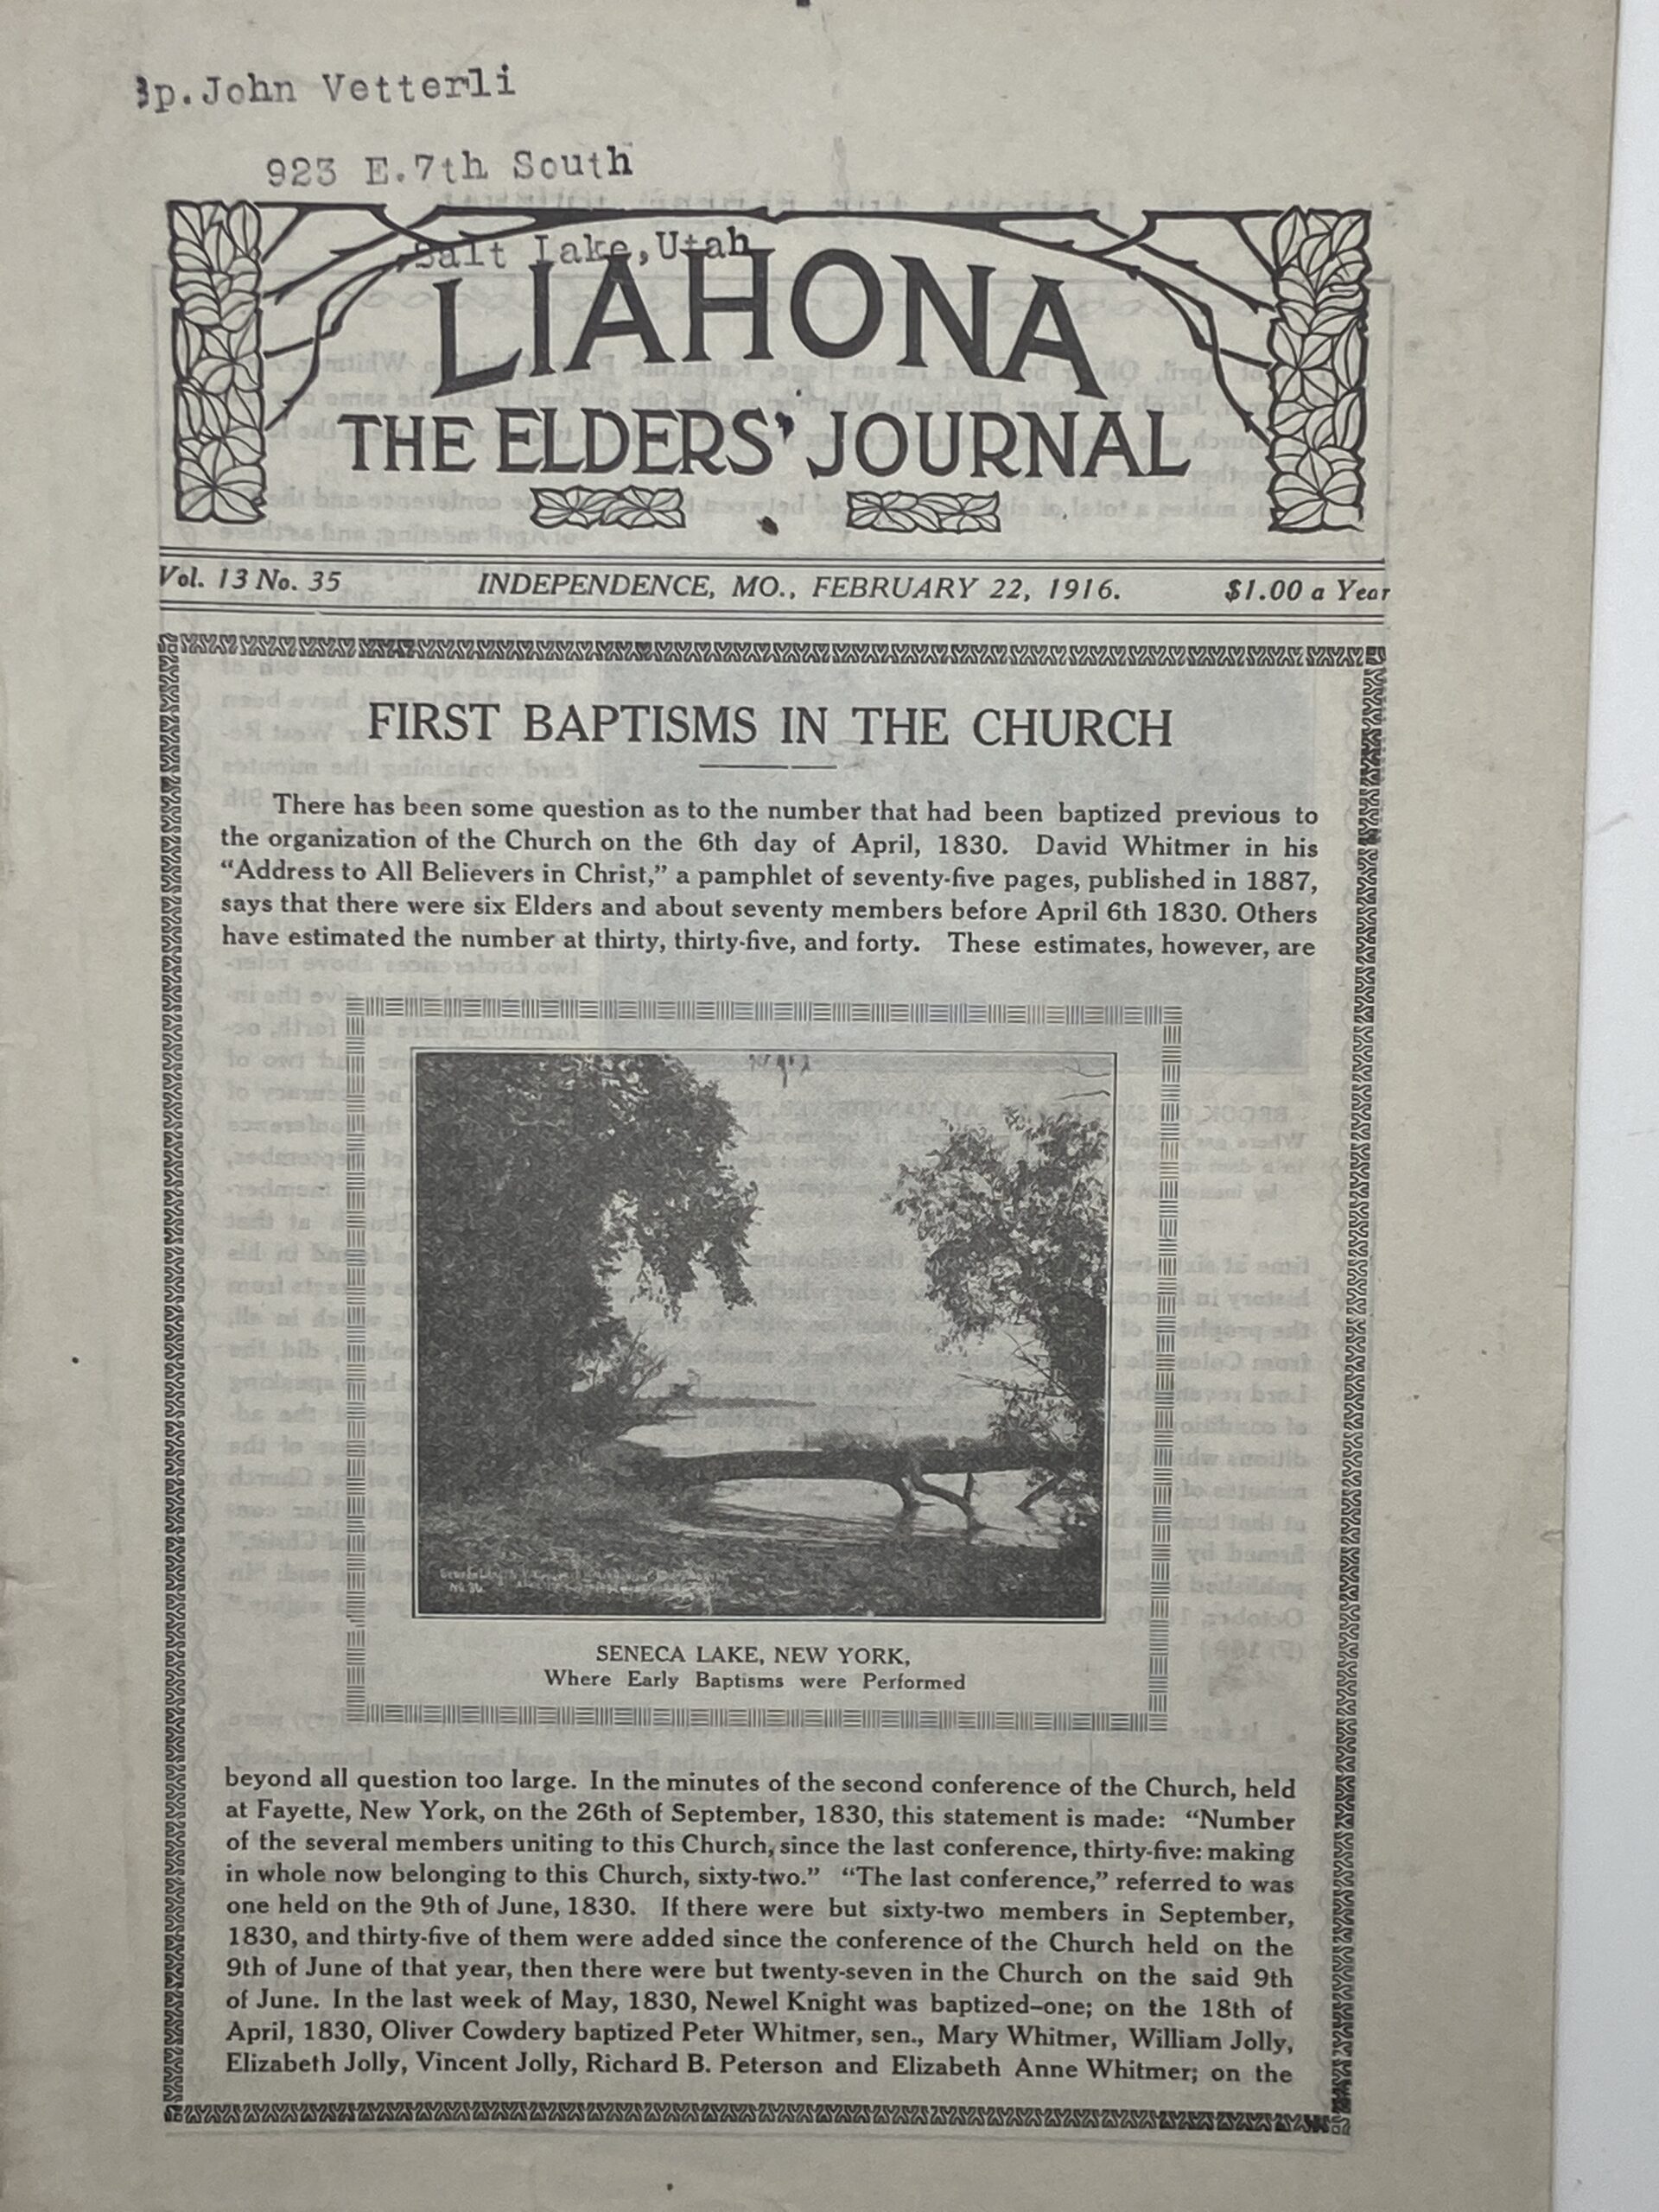 Bp.John Vetterli
923 E.7th South
Salt Lake,Utah
LIAHONA
THE ELDERS' JOURNAL
Vol. 13 No. 35 INDEPENDENCE, MO., FEBRUARY 22, 1916. $1.00 a Year
FIRST BAPTISMS IN THE CHURCH
There has been some question as to the number that had been baptized previous to
the organization of the Church on the 6th day of April, 1830. David Whitmer in his
“Address to All Believers in Christ,” a pamphlet of seventy-five pages, published in 1887,
says that there were six Elders and about seventy members before April 6th 1830. Others
have estimated the number at thirty, thirty-five, and forty. These estimates, however, are
No. 34
SENECA LAKE, NEW YORK,
Where Early Baptisms were Performed
beyond all question too large. In the minutes of the second conference of the Church, held
at Fayette, New York, on the 26th of September, 1830, this statement is made: “Number
of the several members uniting to this Church, since the last conference, thirty-five: making
in whole now belonging to this Church, sixty-two.” “The last conference,” referred to was
one held on the 9th of June, 1830. If there were but sixty-two members in September,
1830, and thirty-five of them were added since the conference of the Church held on the
9th of June of that year, then there were but twenty-seven in the Church on the said 9th
of June. In the last week of May, 1830, Newel Knight was baptized–one; on the 18th of
April, 1830, Oliver Cowdery baptized Peter Whitmer, sen., Mary Whitmer, William Jolly,
Elizabeth Jolly, Vincent Jolly, Richard B. Peterson and Elizabeth Anne Whitmer; on the